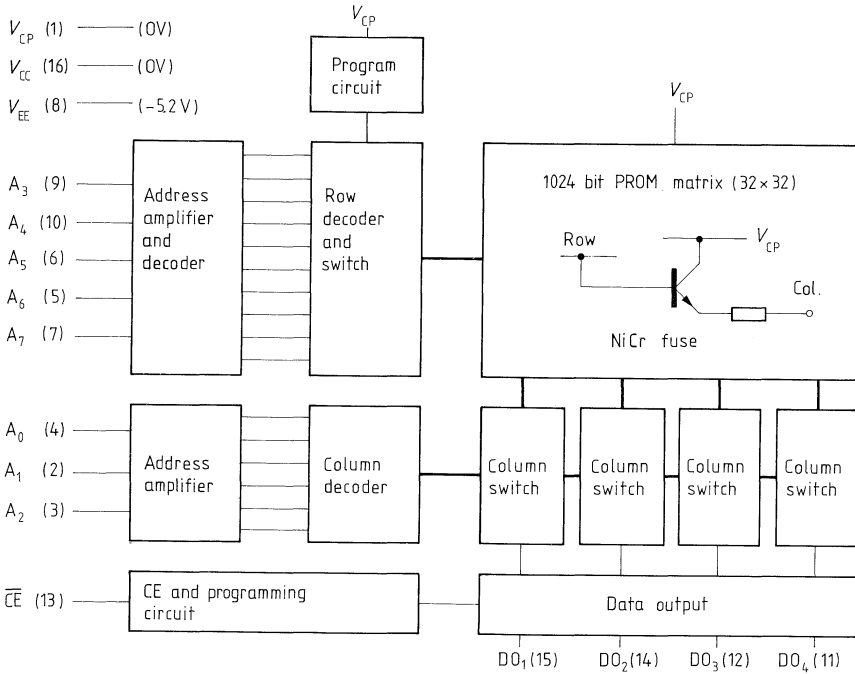 V_CP (1) (0V)
V_CC (16) (0V)
V_EE (8) (−5.2 V)
V_CP
Program
circuit
V_CP
A_3 (9)
A_4 (10)
A_5 (6)
A_6 (5)
A_7 (7)
Address
amplifier
and
decoder
Row
decoder
and
switch
1024 bit PROM matrix (32×32)
Row
V_CP
Col.
NiCr fuse
A_0 (4)
A_1 (2)
A_2 (3)
Address
amplifier
Column
decoder
Column
switch
Column
switch
Column
switch
Column
switch
C̅E̅ (13)
CE and programming
circuit
Data output
DO_1 (15)
DO_2 (14)
DO_3 (12)
DO_4 (11)